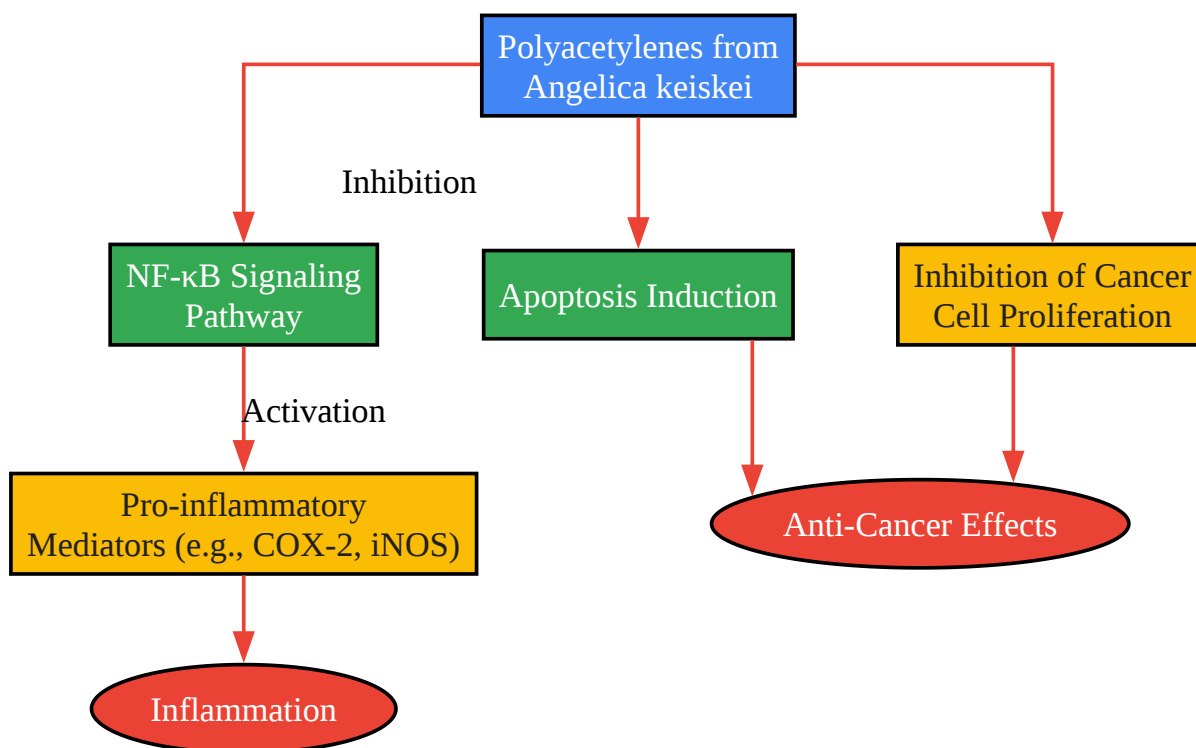 Polyacetylenes from
Angelica keiskei
Inhibition
NF-κB Signaling
Pathway
Apoptosis Induction
Inhibition of Cancer
Cell Proliferation
Activation
Pro-inflammatory
Mediators (e.g., COX-2, iNOS)
Anti-Cancer Effects
Inflammation